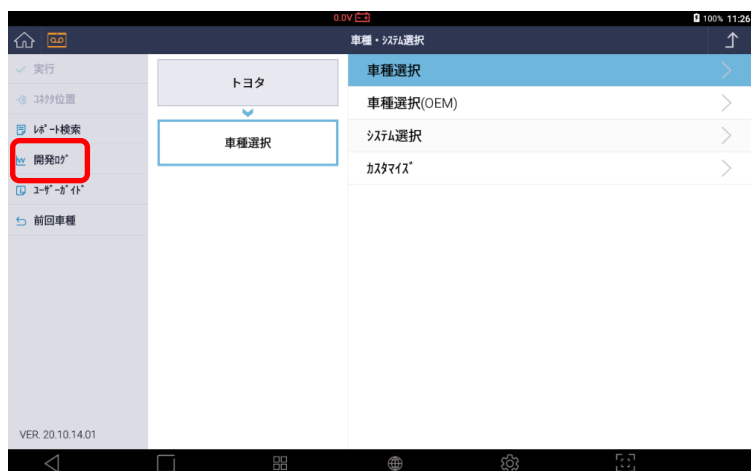 0.0V
100% 11:26
車種・ｼｽﾃﾑ選択
実行
ｺﾈｸﾀ位置
ﾚﾎﾟｰﾄ検索
開発ﾛｸﾞ
ﾕｰｻﾞｰｶﾞｲﾄﾞ
前回車種
VER. 20.10.14.01
トヨタ
車種選択
車種選択
車種選択(OEM)
ｼｽﾃﾑ選択
ｶｽﾀﾏｲｽﾞ